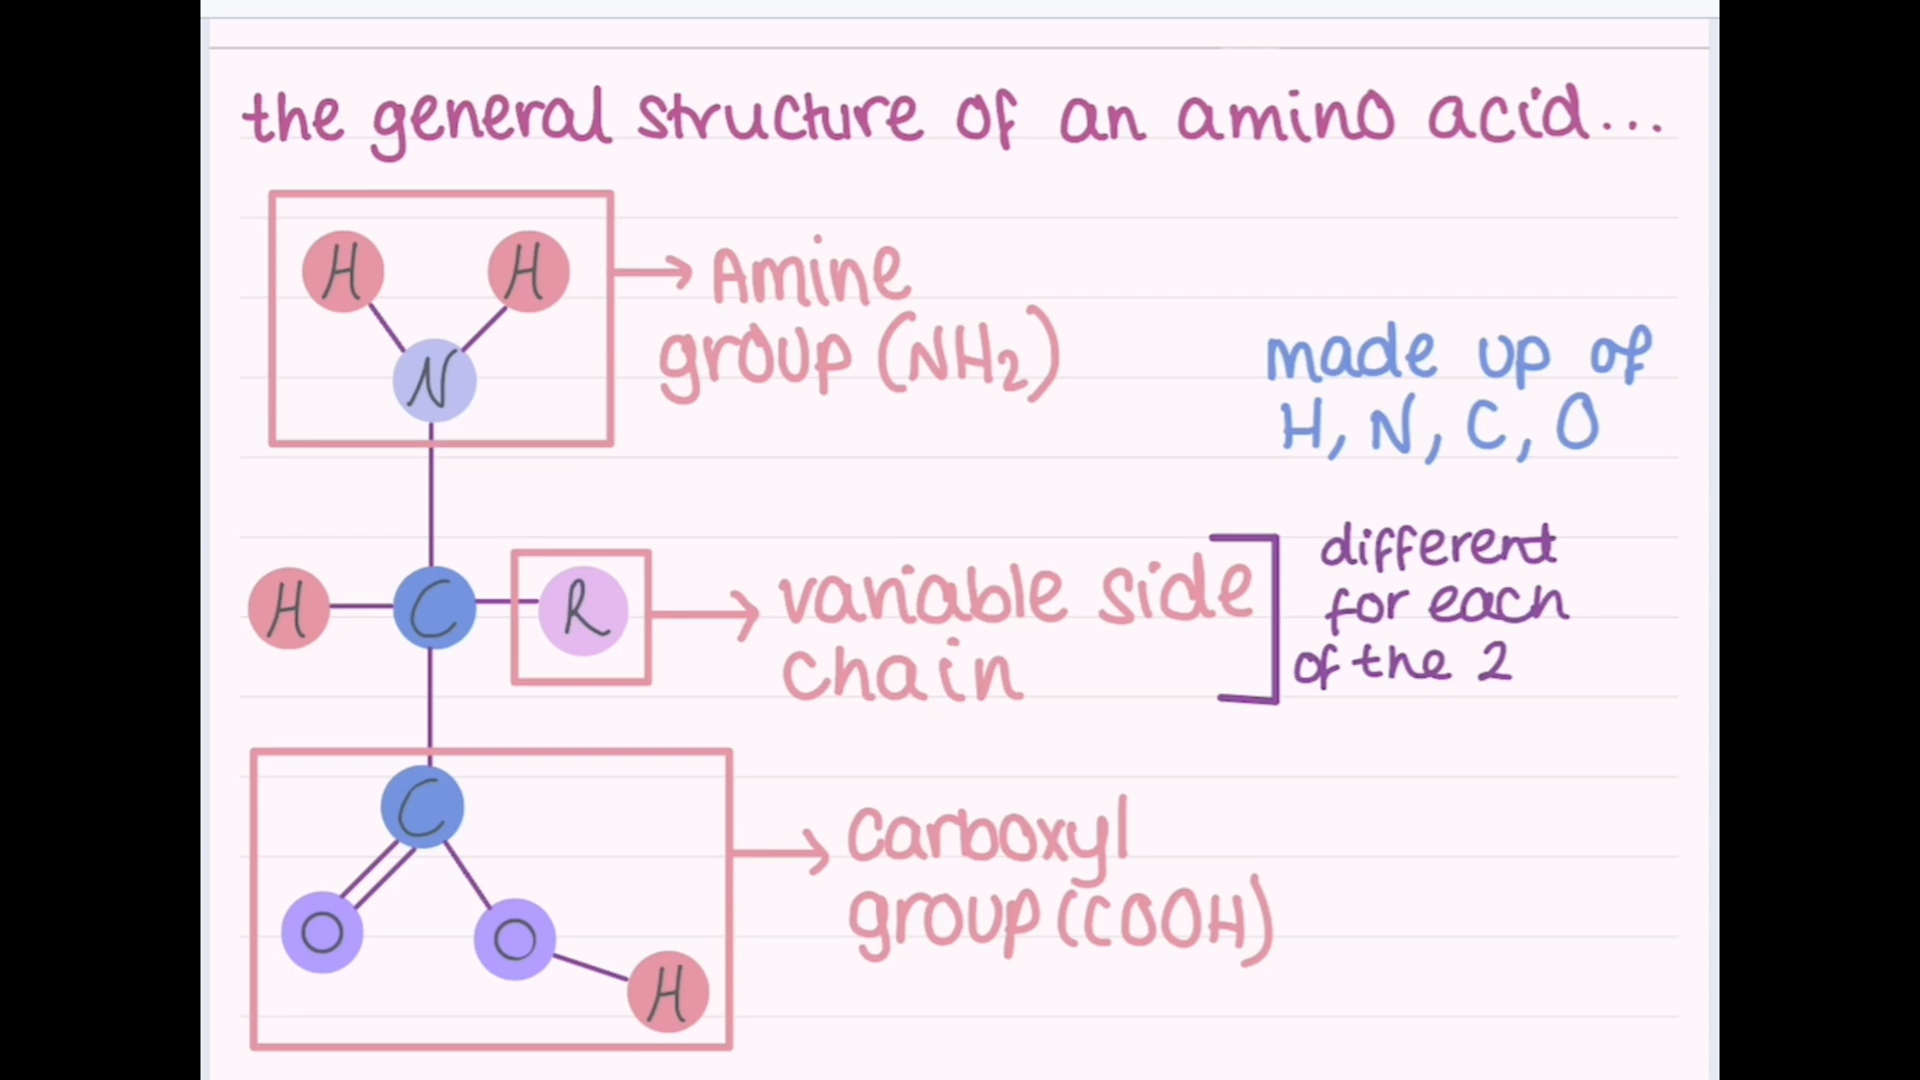 the general structure of an amino acid...
H H
N
Amine
group (NH₂)
made up of
H, N, C, O
H C R
variable side
chain
different
for each
of the 2
C
O O
H
Carboxyl
group (COOH)